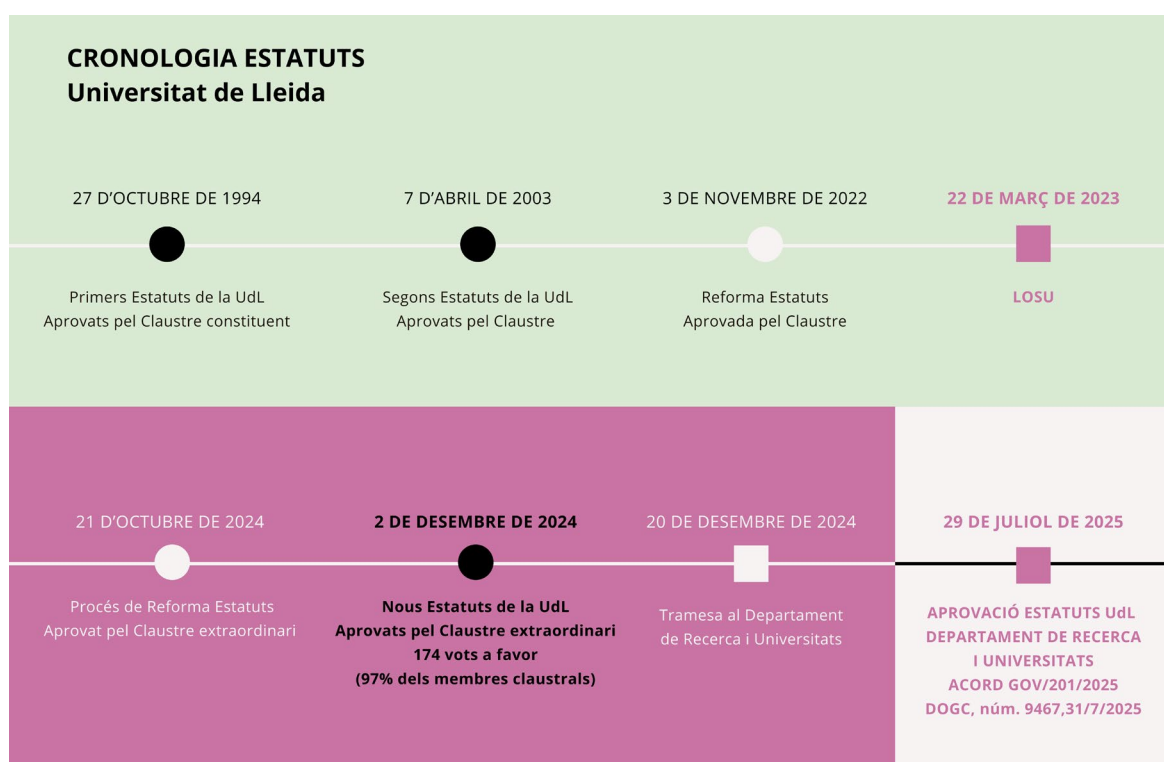 CRONOLOGIA ESTATUTS
Universitat de Lleida
27 D'OCTUBRE DE 1994
Primers Estatuts de la UdL
Aprovats pel Claustre constituent
7 D'ABRIL DE 2003
Segons Estatuts de la UdL
Aprovats pel Claustre
3 DE NOVEMBRE DE 2022
Reforma Estatuts
Aprovada pel Claustre
22 DE MARÇ DE 2023
LOSU
21 D'OCTUBRE DE 2024
Procés de Reforma Estatuts
Aprovat pel Claustre extraordinari
2 DE DESEMBRE DE 2024
Nous Estatuts de la UdL
Aprovats pel Claustre extraordinari
174 vots a favor
(97% dels membres claustrals)
20 DE DESEMBRE DE 2024
Tramesa al Departament
de Recerca i Universitats
29 DE JULIOL DE 2025
APROVACIÓ ESTATUTS UdL
DEPARTAMENT DE RECERCA
I UNIVERSITATS
ACORD GOV/201/2025
DOGC, núm. 9467,31/7/2025